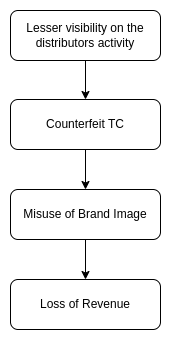 Lesser visibility on the
distributors activity
Counterfeit TC
Misuse of Brand Image
Loss of Revenue